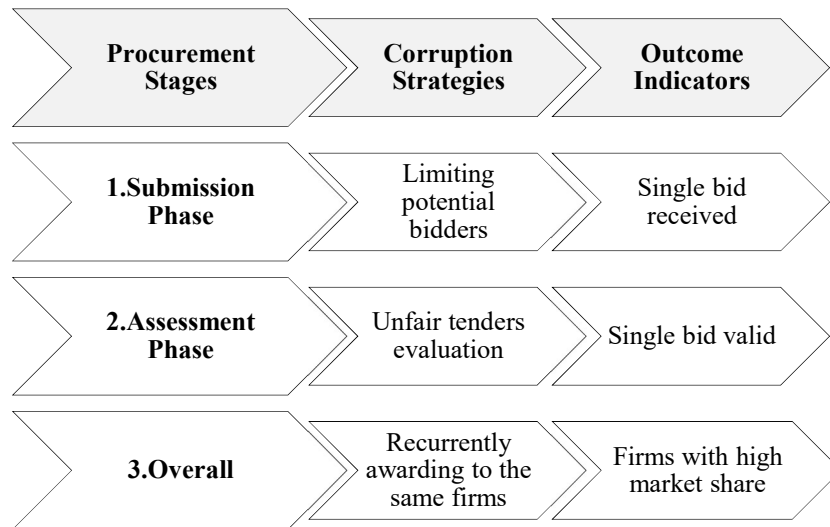 Procurement
Stages
Corruption
Strategies
Outcome
Indicators
1.Submission
Phase
Limiting
potential
bidders
Single bid
received
2.Assessment
Phase
Unfair tenders
evaluation
Single bid valid
3.Overall
Recurrently
awarding to the
same firms
Firms with high
market share